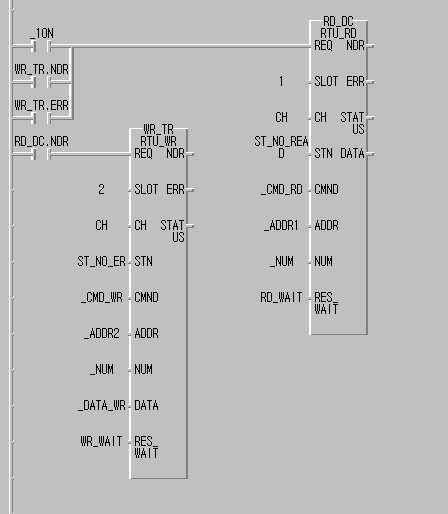 RD_DC
_1ON RTU_RD
REQ NDR
WR_TR.NDR
1 SLOT ERR
WR_TR.ERR
CH CH STAT
US
WR_TR
RD_DC.NDR RTU_WR ST_NO_REA
REQ NDR D STN DATA
2 SLOT ERR _CMD_RD CMND
CH CH STAT _ADDR1 ADDR
US
ST_NO_ER STN _NUM NUM
_CMD_WR CMND RD_WAIT RES_
WAIT
_ADDR2 ADDR
_NUM NUM
_DATA_WR DATA
WR_WAIT RES_
WAIT